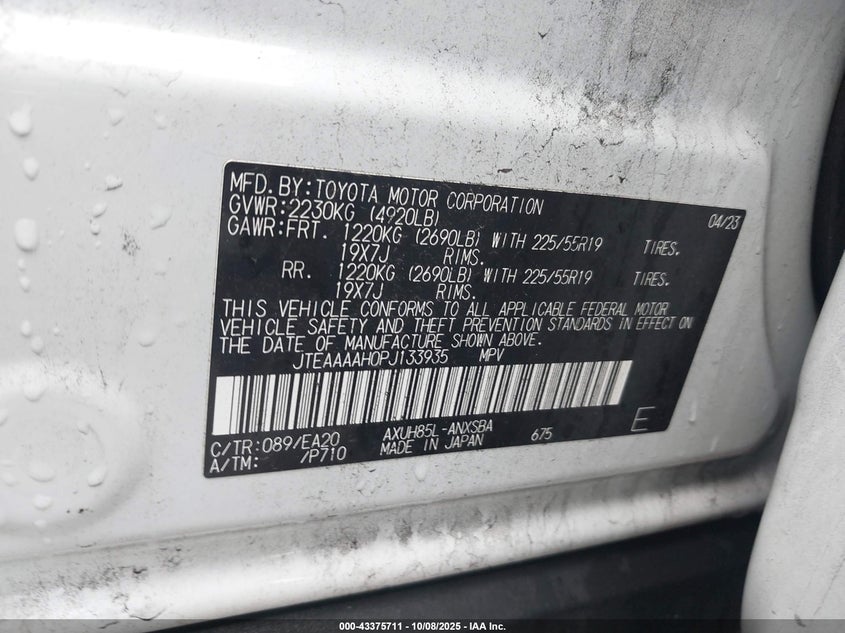 MFD.BY:TOYOTA MOTOR CORPORATION 04/23
GVWR:2230KG (4920LB)
GAWR:FRT. 1220KG (2690LB) WITH 225/55R19 TIRES.
19X7J RIMS.
RR. 1220KG (2690LB) WITH 225/55R19 TIRES.
19X7J RIMS.
THIS VEHICLE CONFORMS TO ALL APPLICABLE FEDERAL MOTOR
VEHICLE SAFETY AND THEFT PREVENTION STANDARDS IN EFFECT ON
THE DATE OF MANUFACTURE SHOWN ABOVE.
JTEAAAAH0PJ133935 MPV
C/TR:089/EA20 AXUH85L-ANXSBA 675 E
A/TM: /P710 MADE IN JAPAN
000-43375711 - 10/08/2025 - IAA Inc.